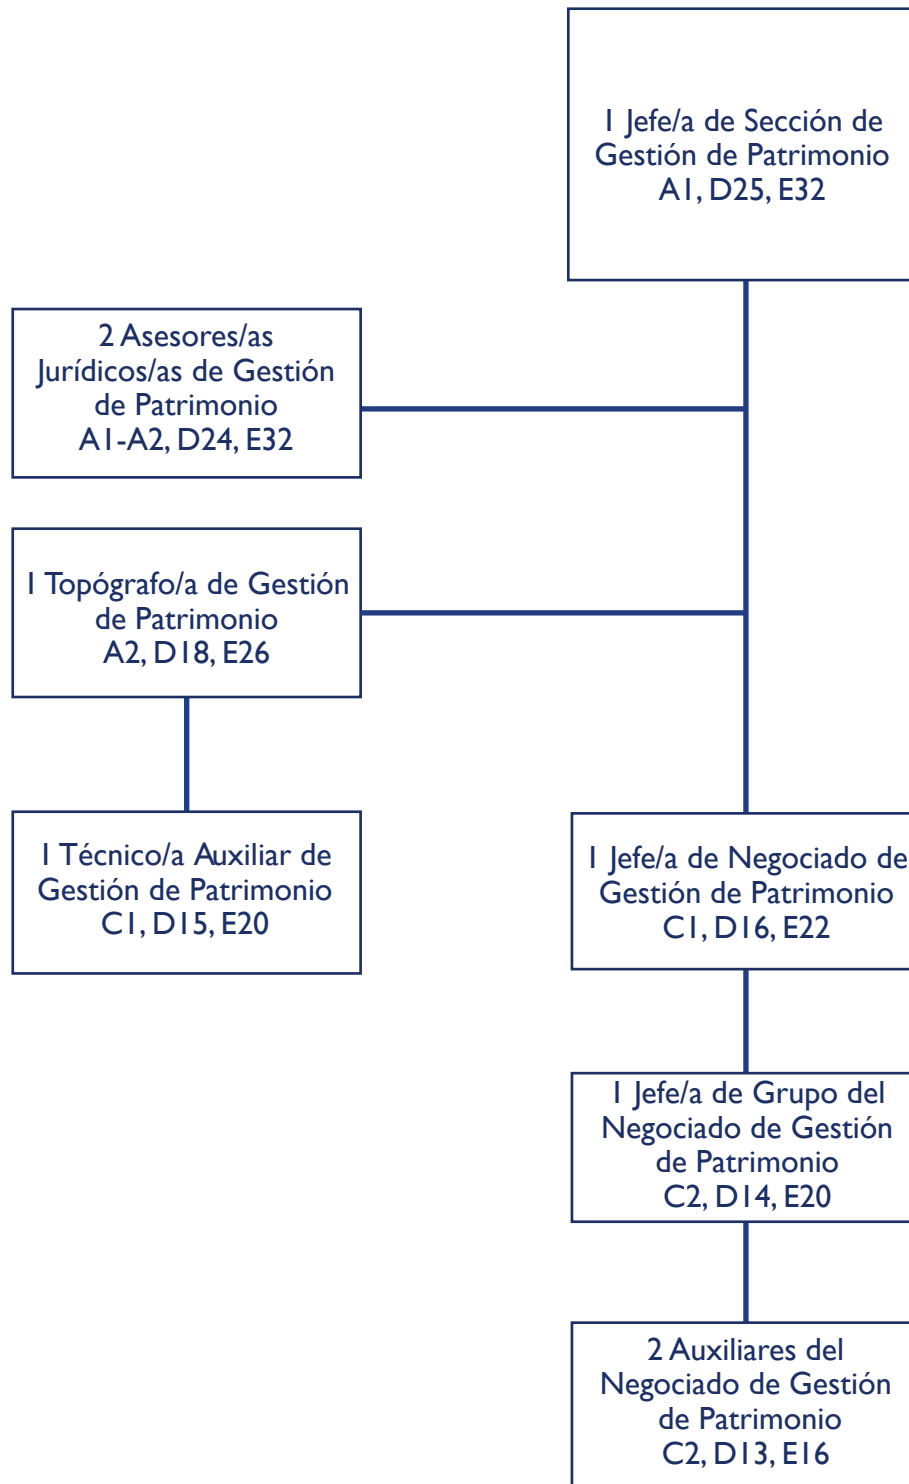 1 Jefe/a de Sección de
Gestión de Patrimonio
A1, D25, E32
2 Asesores/as
Jurídicos/as de Gestión
de Patrimonio
A1-A2, D24, E32
1 Topógrafo/a de Gestión
de Patrimonio
A2, D18, E26
1 Técnico/a Auxiliar de
Gestión de Patrimonio
C1, D15, E20
1 Jefe/a de Negociado de
Gestión de Patrimonio
C1, D16, E22
1 Jefe/a de Grupo del
Negociado de Gestión
de Patrimonio
C2, D14, E20
2 Auxiliares del
Negociado de Gestión
de Patrimonio
C2, D13, E16